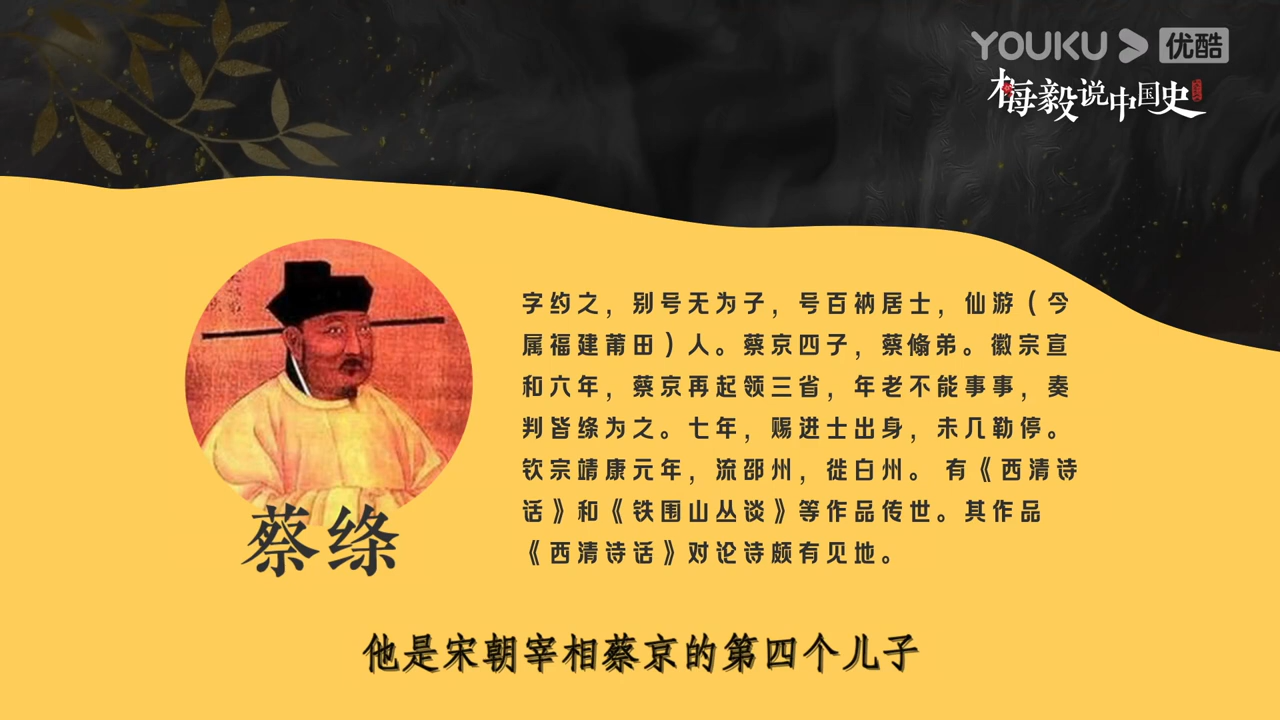 YOUKU 优酷
梅毅说中国史
字约之，别号无为子，号百衲居士，仙游（今
属福建莆田）人。蔡京四子，蔡翛弟。徽宗宣
和六年，蔡京再起领三省，年老不能事事，奏
判皆绦为之。七年，赐进士出身，未几勒停。
钦宗靖康元年，流邵州，徙白州。 有《西清诗
话》和《铁围山丛谈》等作品传世。其作品
《西清诗话》对论诗颇有见地。
蔡绦
他是宋朝宰相蔡京的第四个儿子